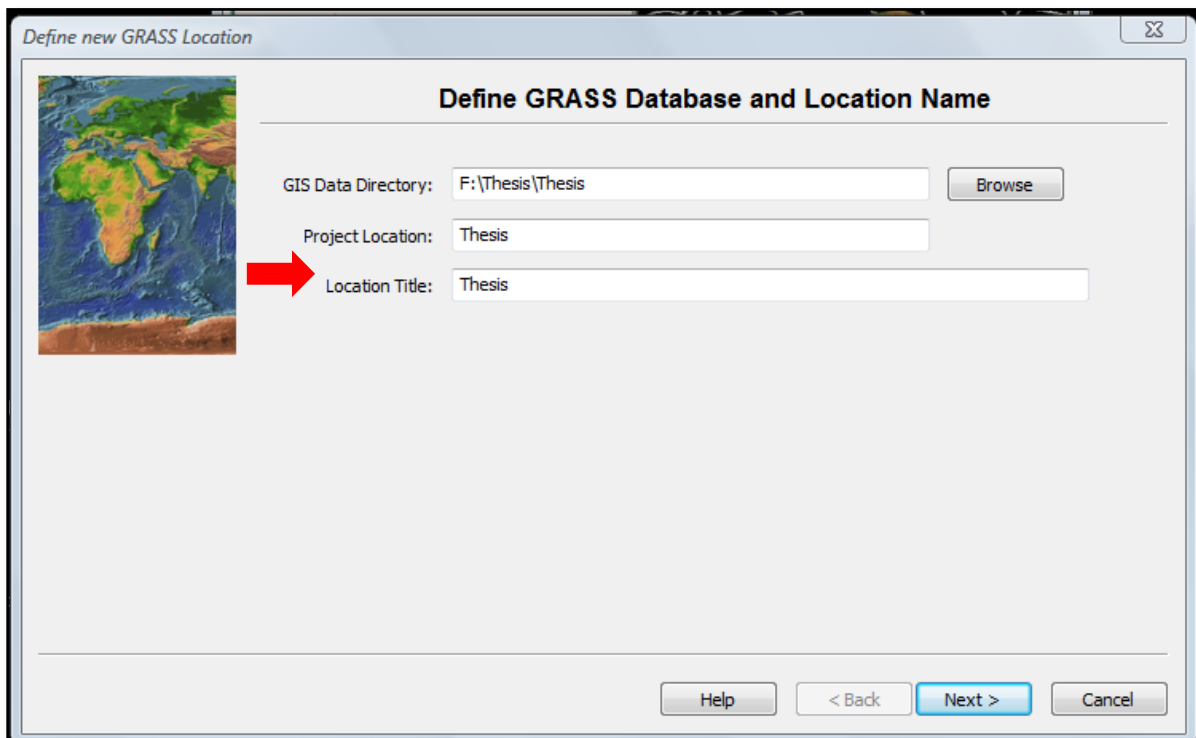 Define new GRASS Location
Define GRASS Database and Location Name
GIS Data Directory: F:\Thesis\Thesis Browse
Project Location: Thesis
Location Title: Thesis
Help < Back Next > Cancel